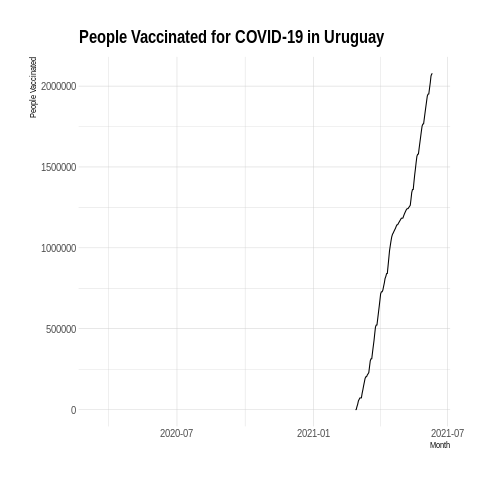 People Vaccinated for COVID-19 in Uruguay
People Vaccinated
2000000
1500000
1000000
500000
0
2020-07
2021-01
2021-07
Month